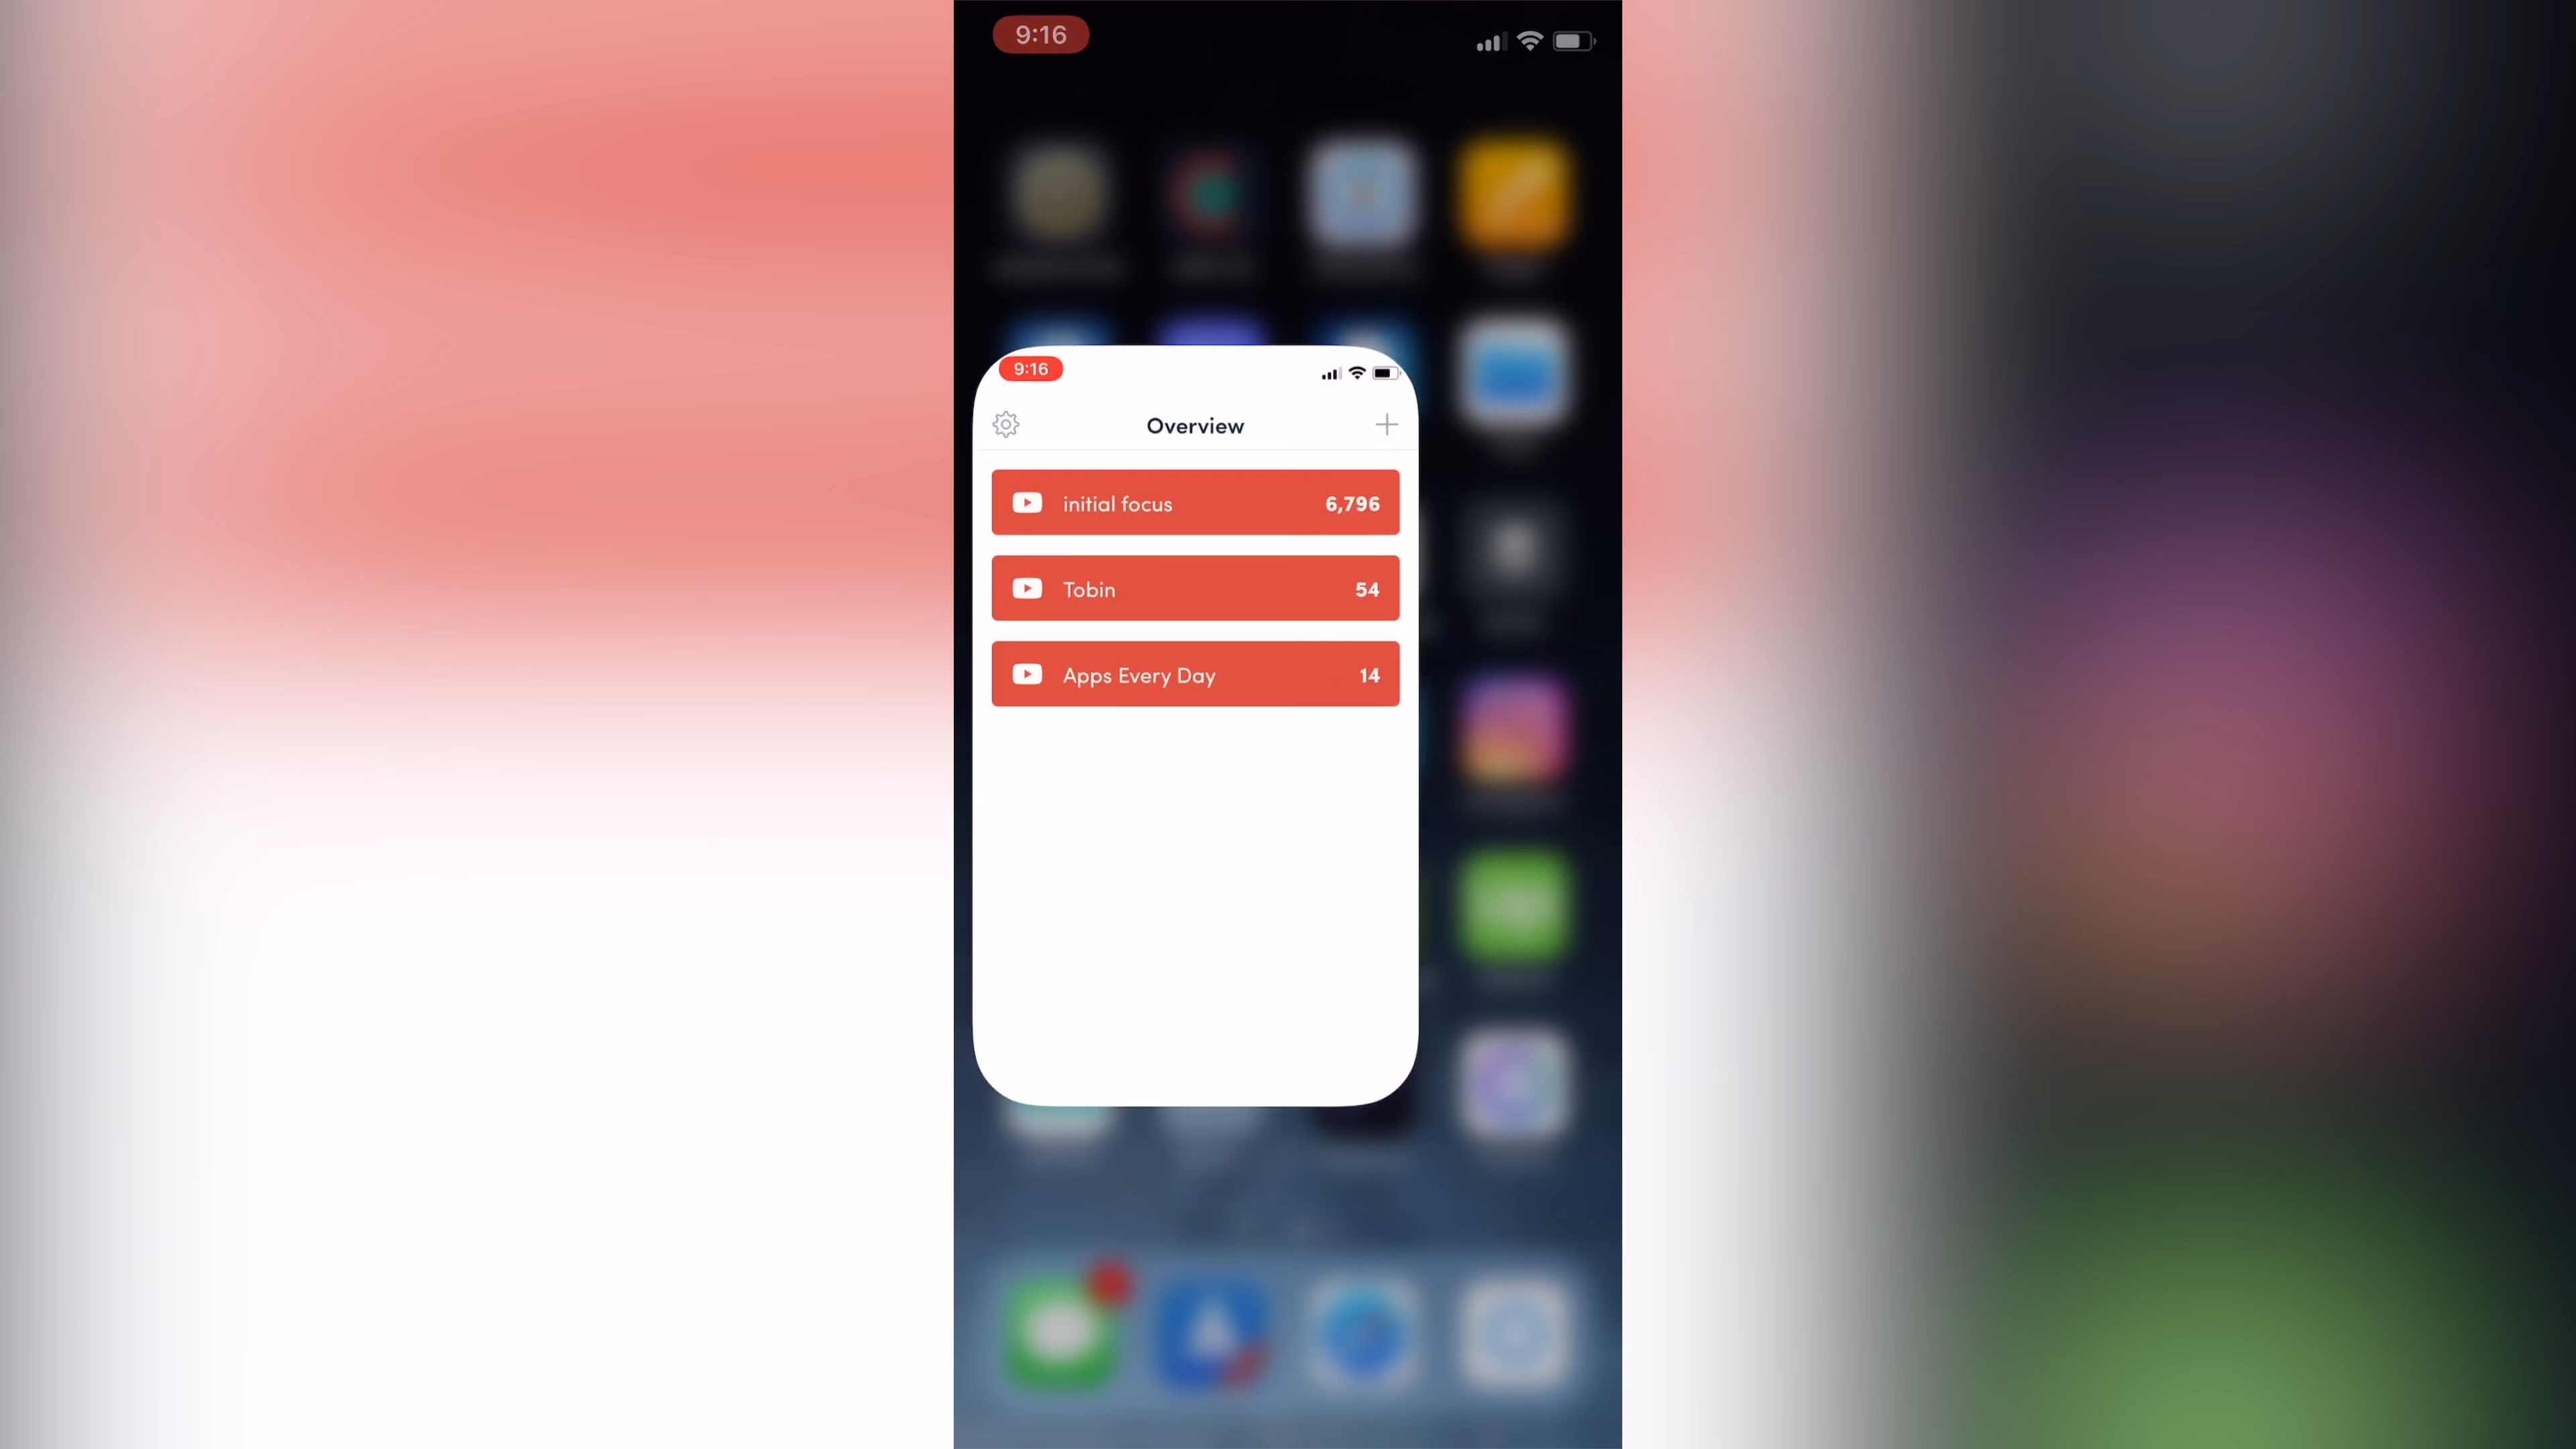 9:16
9:16
Overview
initial focus 6,796
Tobin 54
Apps Every Day 14